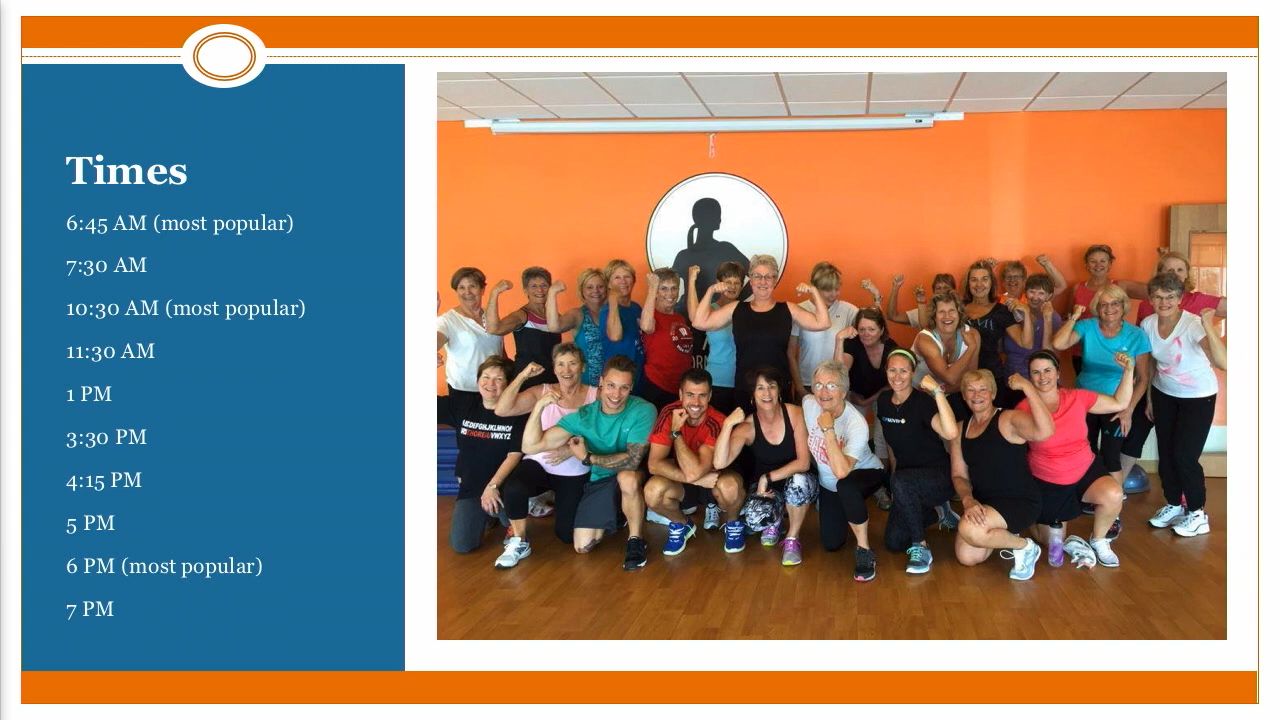 Times
6:45 AM (most popular)
7:30 AM
10:30 AM (most popular)
11:30 AM
1 PM
3:30 PM
4:15 PM
5 PM
6 PM (most popular)
7 PM